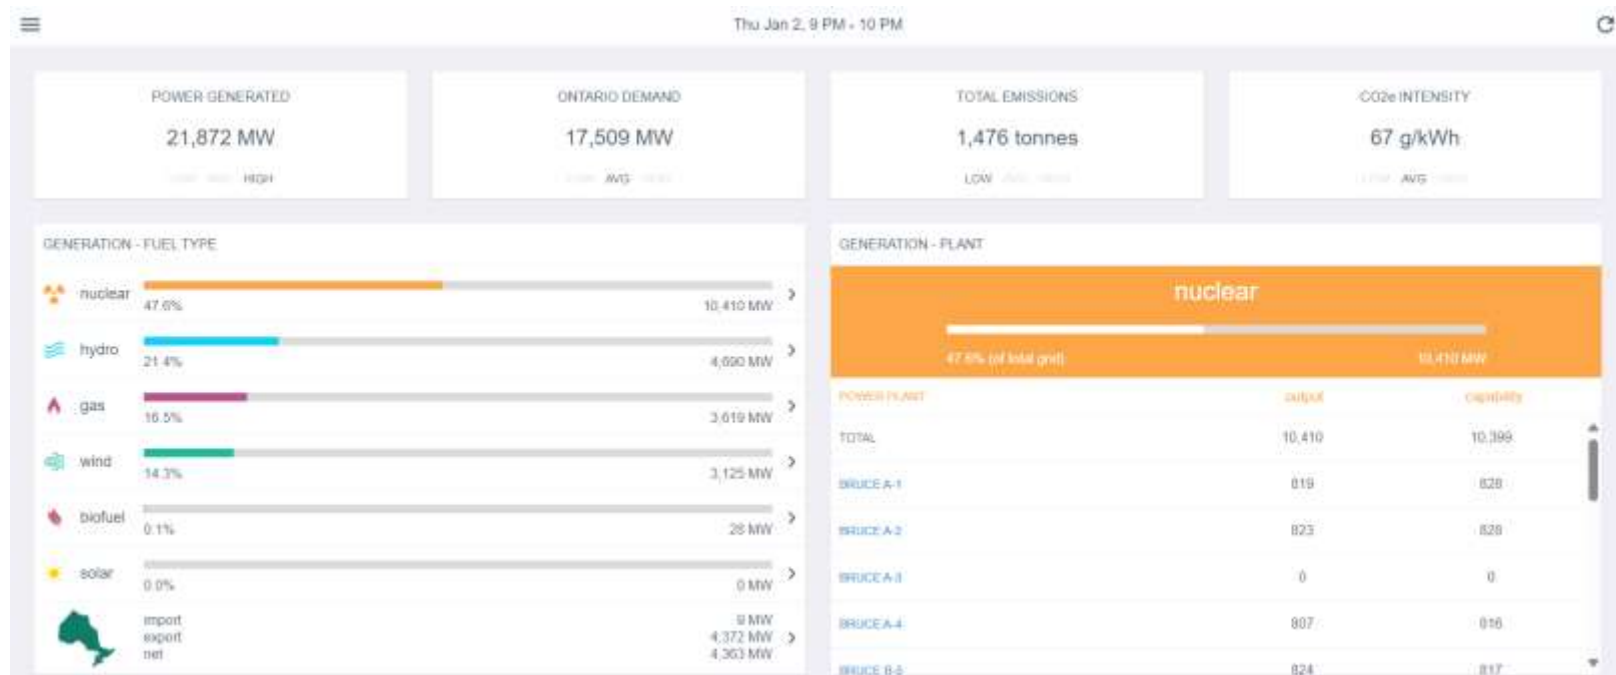 Thu Jan 2, 9 PM - 10 PM
POWER GENERATED
21,872 MW
HIGH
ONTARIO DEMAND
17,509 MW
AVG
TOTAL EMISSIONS
1,476 tonnes
LOW
CO2e INTENSITY
67 g/kWh
AVG
GENERATION - FUEL TYPE
nuclear
47.6% 10,410 MW
hydro
21.4% 4,690 MW
gas
16.5% 3,619 MW
wind
14.3% 3,125 MW
biofuel
0.1% 28 MW
solar
0.0% 0 MW
import 9 MW
export 4,372 MW
net 4,363 MW
GENERATION - PLANT
nuclear
47.6% (of total grid) 10,410 MW
POWER PLANT output capability
TOTAL 10,410 10,399
BRUCE A-1 819 828
BRUCE A-2 823 828
BRUCE A-3 0 0
BRUCE A-4 807 816
BRUCE B-5 824 817